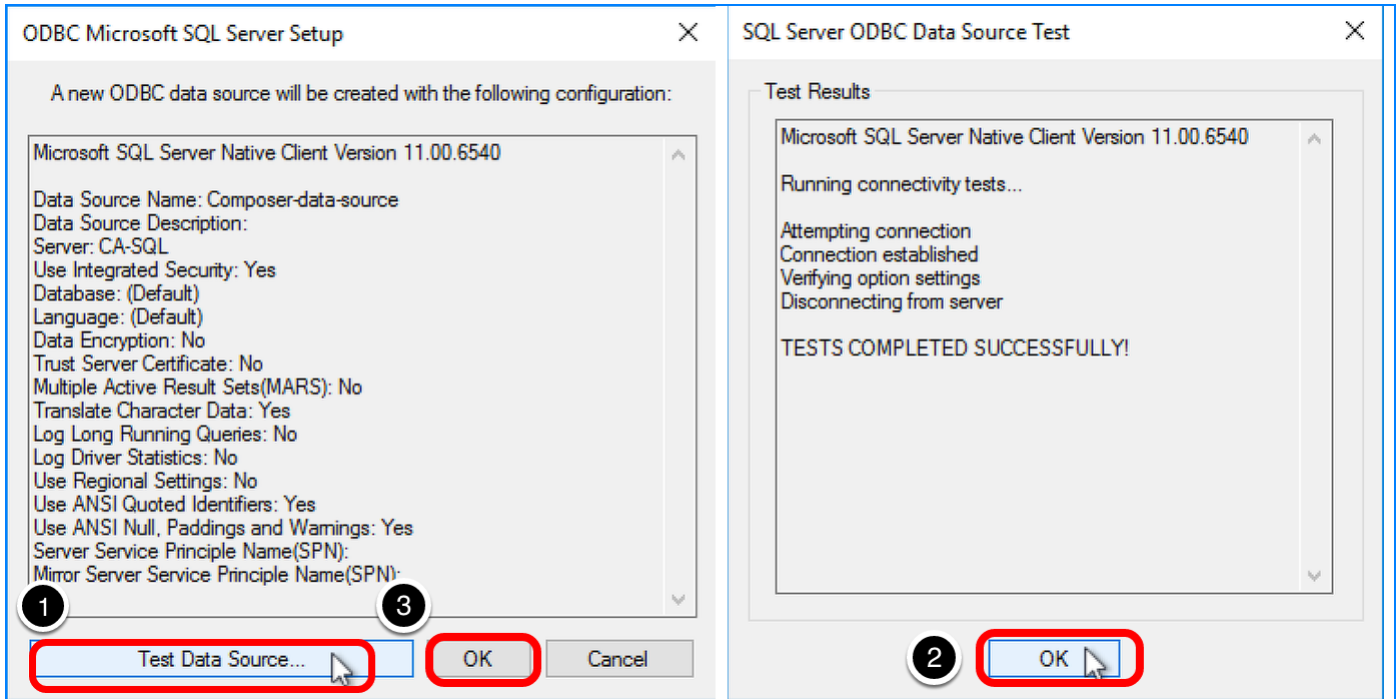 ODBC Microsoft SQL Server Setup
A new ODBC data source will be created with the following configuration:
Microsoft SQL Server Native Client Version 11.00.6540
Data Source Name: Composer-data-source
Data Source Description:
Server: CA-SQL
Use Integrated Security: Yes
Database: (Default)
Language: (Default)
Data Encryption: No
Trust Server Certificate: No
Multiple Active Result Sets(MARS): No
Translate Character Data: Yes
Log Long Running Queries: No
Log Driver Statistics: No
Use Regional Settings: No
Use ANSI Quoted Identifiers: Yes
Use ANSI Null, Paddings and Warnings: Yes
Server Service Principle Name(SPN):
Mirror Server Service Principle Name(SPN):
1
3
Test Data Source...
OK
Cancel
SQL Server ODBC Data Source Test
Test Results
Microsoft SQL Server Native Client Version 11.00.6540
Running connectivity tests...
Attempting connection
Connection established
Verifying option settings
Disconnecting from server
TESTS COMPLETED SUCCESSFULLY!
2
OK